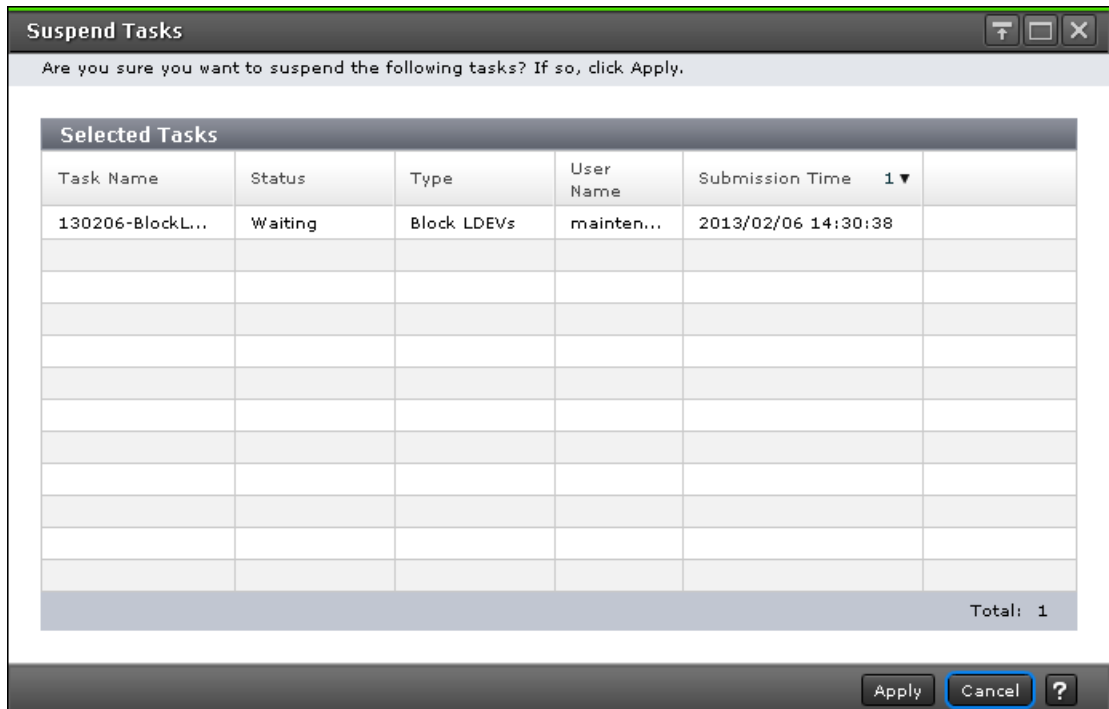 Suspend Tasks
Are you sure you want to suspend the following tasks? If so, click Apply.
Selected Tasks
Task Name Status Type User Name Submission Time 1▼
130206-BlockL... Waiting Block LDEVs mainten... 2013/02/06 14:30:38
Total: 1
Apply Cancel ?